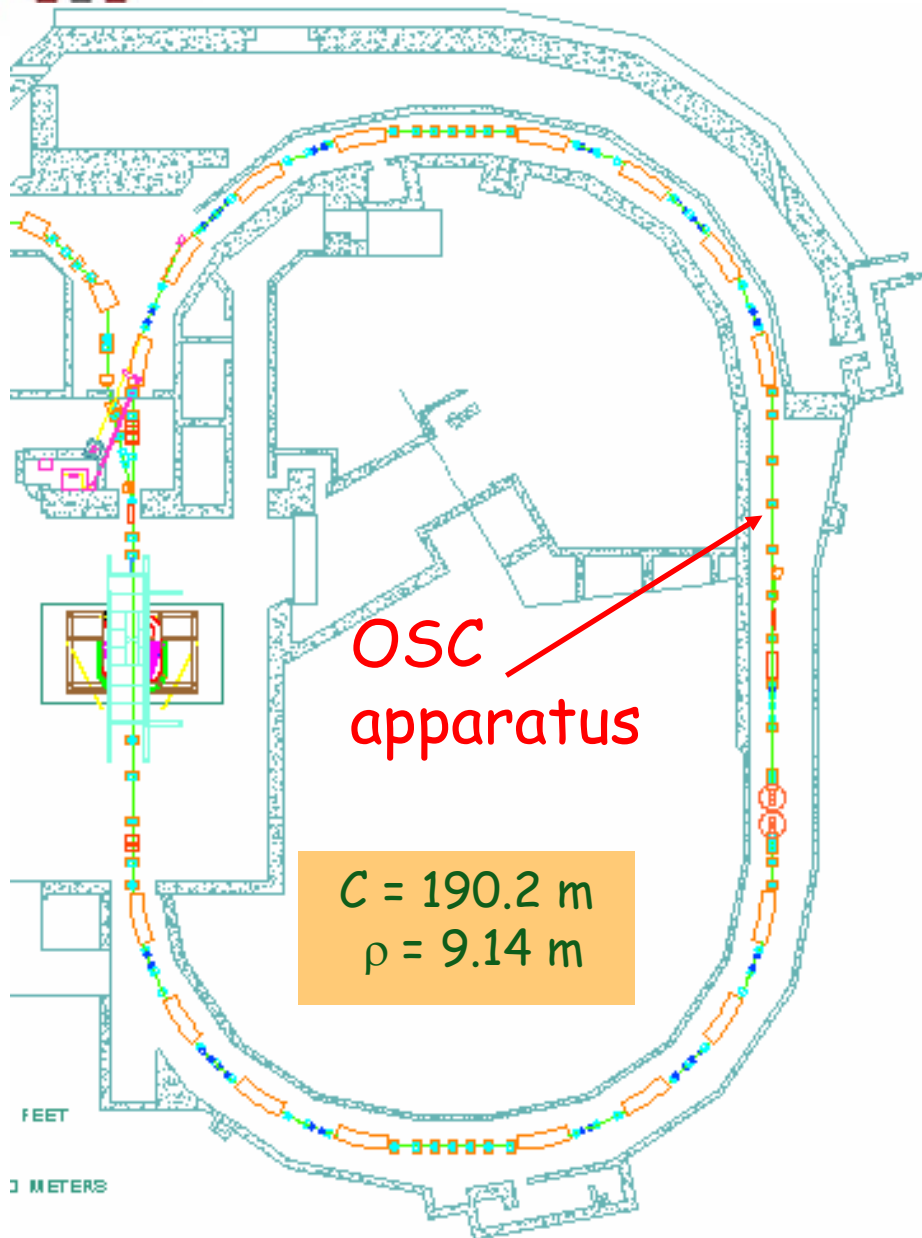 OSC
apparatus
C = 190.2 m
ρ = 9.14 m
FEET
METERS